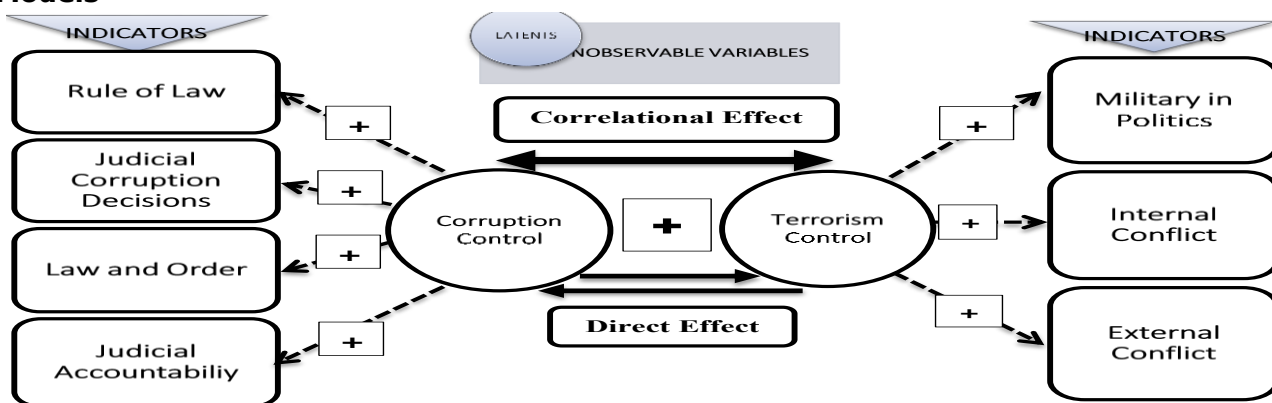 INDICATORS
Rule of Law
Judicial
Corruption
Decisions
Law and Order
Judicial
Accountabiliy
LATENTS
NOBSERVABLE VARIABLES
Correlational Effect
Corruption
Control
+
Terrorism
Control
Direct Effect
+
+
+
+
+
+
+
INDICATORS
Military in
Politics
Internal
Conflict
External
Conflict